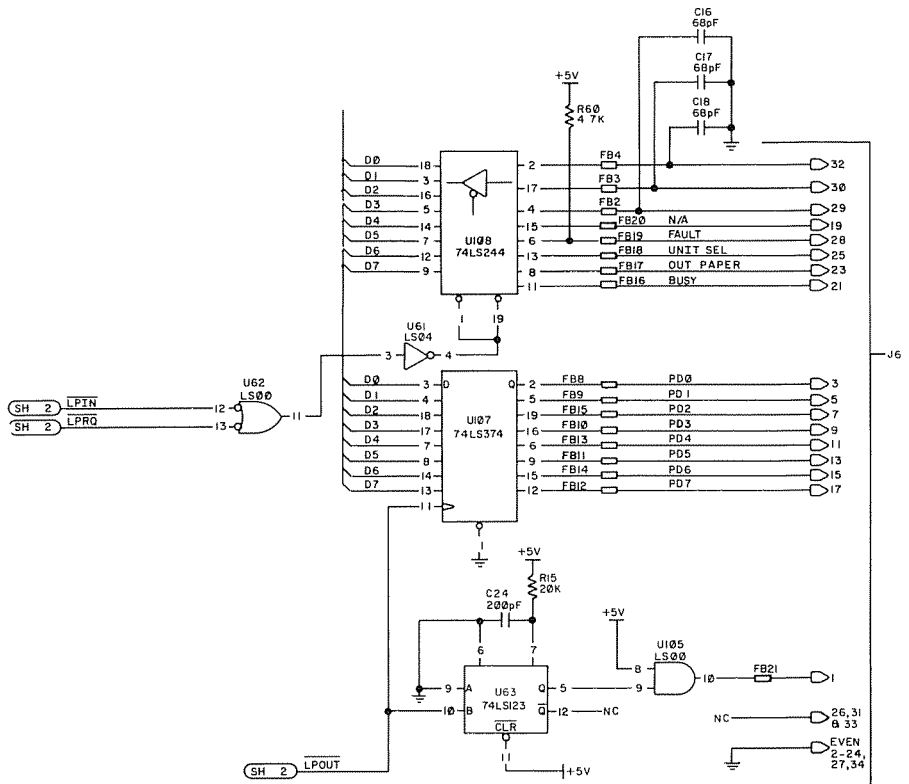 C16
68pF
C17
68pF
C18
68pF
+5V
R60
4 7K
D0 18 2 FB4 32
D1 3 17 FB3 30
D2 16 4 FB2 29
D3 5 15 FB20 N/A 19
D4 14 6 FB19 FAULT 28
D5 7 13 FB18 UNIT SEL 25
D6 12 8 FB17 OUT PAPER 23
D7 9 11 FB16 BUSY 21
U108
74LS244
1 19
U61
LS04
3 4
J6
U62
LS00
SH 2 LPIN 12
SH 2 LPRQ 13
11
D0 3 D Q 2 FB8 PD0 3
D1 4 5 FB9 PD1 5
D2 18 19 FB15 PD2 7
D3 17 16 FB10 PD3 9
D4 7 6 FB13 PD4 11
D5 8 9 FB11 PD5 13
D6 14 15 FB14 PD6 15
D7 13 12 FB12 PD7 17
11
U107
74LS374
1
+5V
R15
20K
C24
200pF
6 7
+5V
U105
LS00
8
9
10 FB21 1
9 A Q 5
10 B Q 12 NC
U63
74LS123
CLR
11
+5V
NC 26,31
& 33
EVEN
2-24,
27,34
SH 2 LPOUT